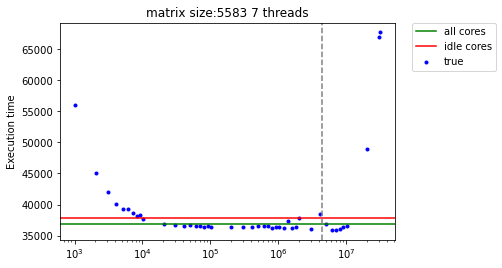 matrix size:5583 7 threads
Execution time
65000
60000
55000
50000
45000
40000
35000
10³
10⁴
10⁵
10⁶
10⁷
all cores
idle cores
true